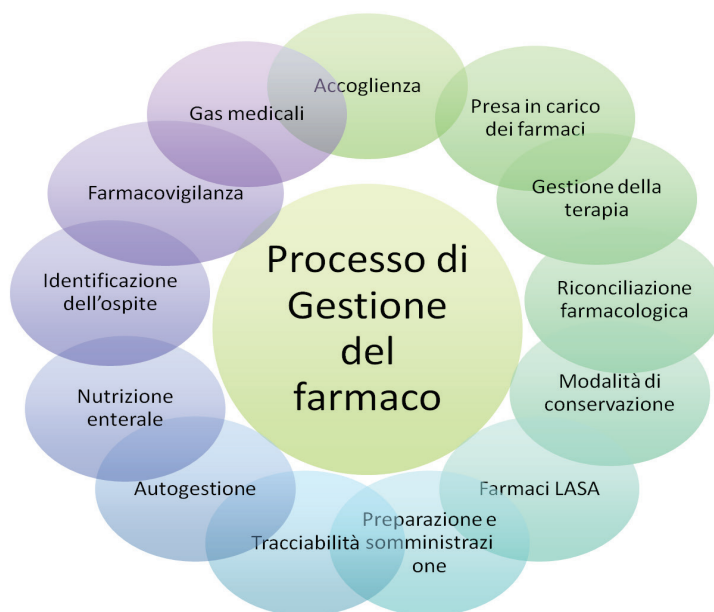 Accoglienza
Presa in carico
dei farmaci
Gestione della
terapia
Riconciliazione
farmacologica
Modalità di
conservazione
Farmaci LASA
Preparazione e
somministrazi
one
Tracciabilità
Autogestione
Nutrizione
enterale
Identificazione
dell’ospite
Farmacovigilanza
Gas medicali
Processo di
Gestione
del
farmaco